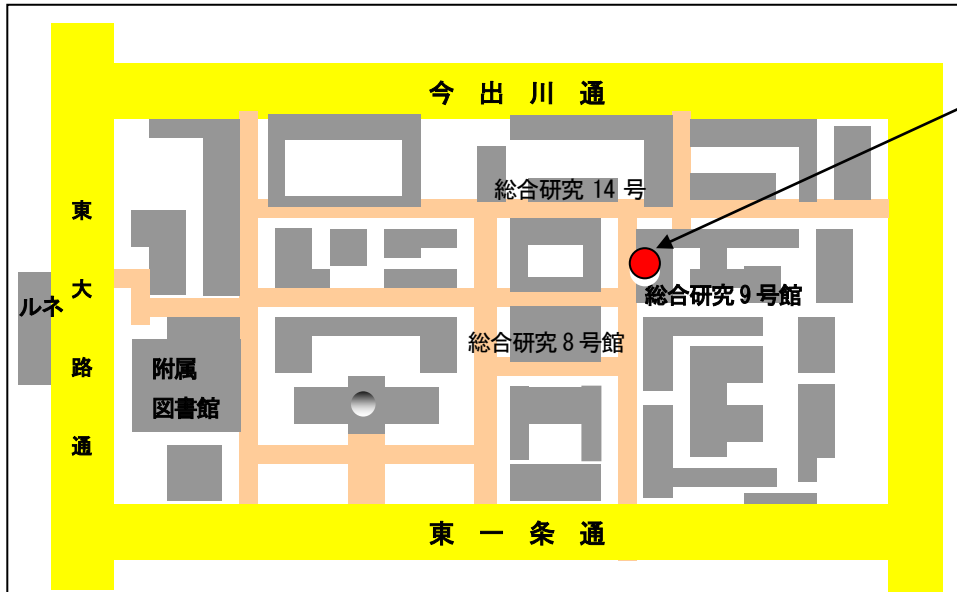 今出川通
総合研究 14 号
東大路通
ルネ
総合研究 9 号館
総合研究 8 号館
附属
図書館
東一条通